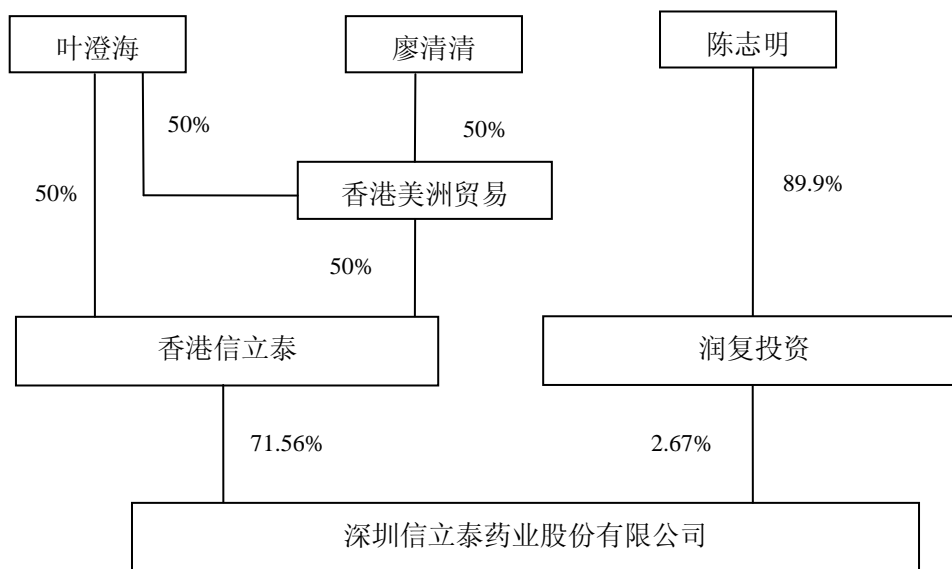 叶澄海
廖清清
陈志明
50%
50%
50%
89.9%
香港美洲贸易
50%
香港信立泰
润复投资
71.56%
2.67%
深圳信立泰药业股份有限公司